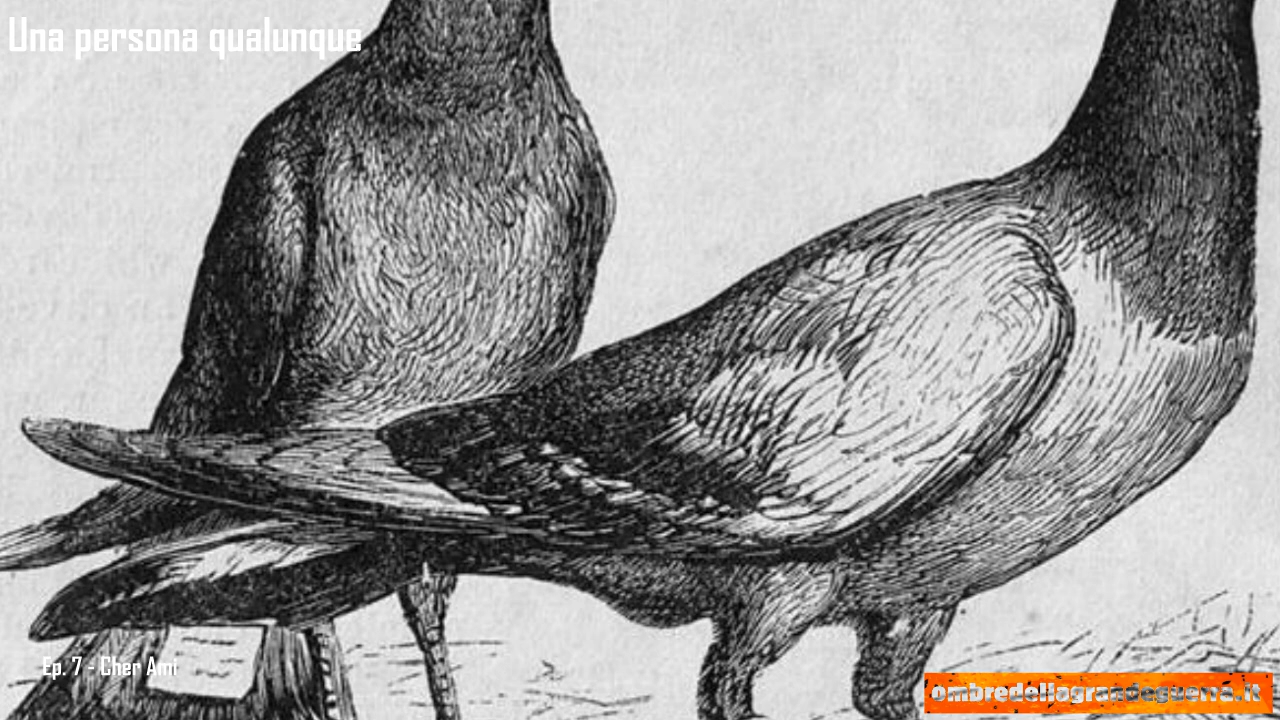 Una persona qualunque
Ep. 7 - Cher Ami
ombredellagrandeguerra.it